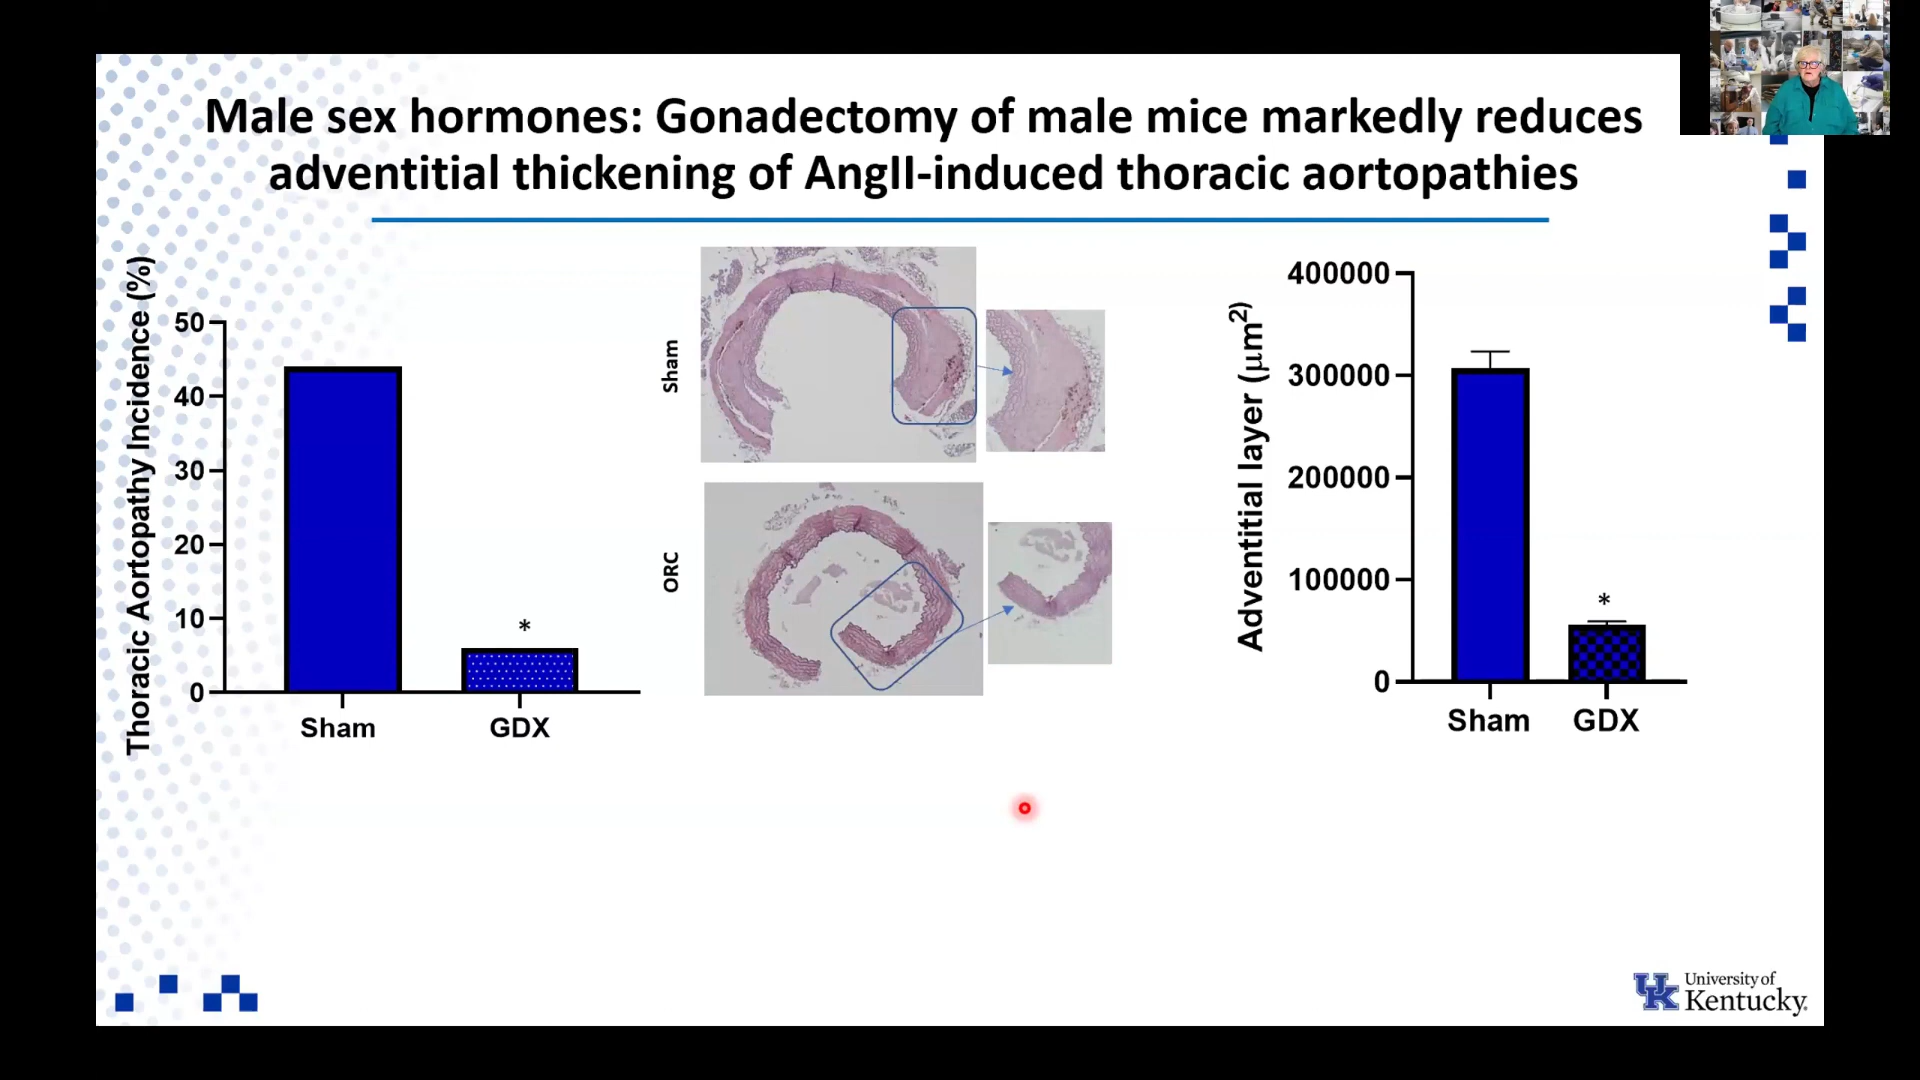 Male sex hormones: Gonadectomy of male mice markedly reduces
adventitial thickening of AngII-induced thoracic aortopathies
Thoracic Aortopathy Incidence (%)
50
40
30
20
10
0
*
Sham
GDX
Sham
ORC
Adventitial layer (μm²)
400000
300000
200000
100000
0
*
Sham
GDX
UK
University of
Kentucky.